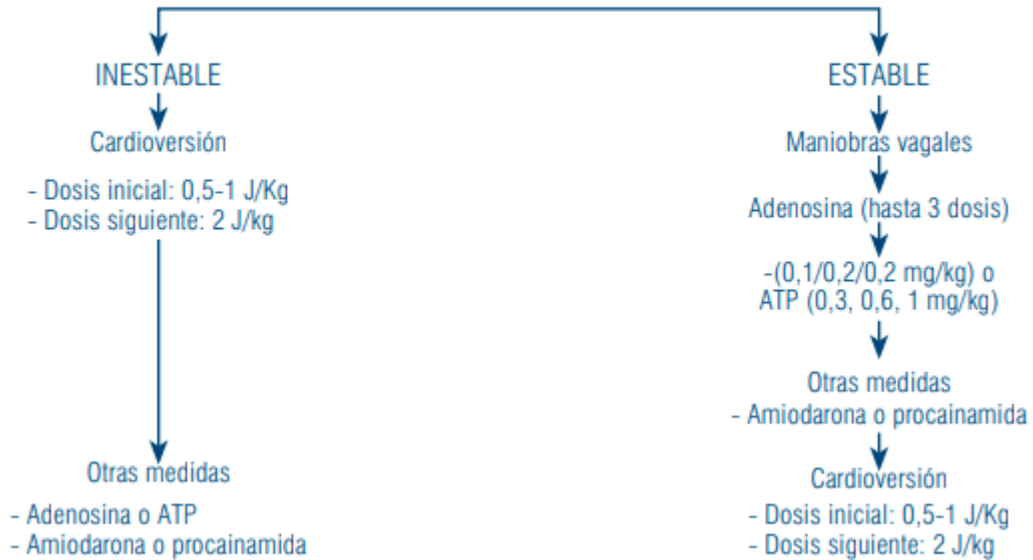 INESTABLE
Cardioversión
- Dosis inicial: 0,5-1 J/Kg
- Dosis siguiente: 2 J/kg
Otras medidas
- Adenosina o ATP
- Amiodarona o procainamida
ESTABLE
Maniobras vagales
Adenosina (hasta 3 dosis)
-(0,1/0,2/0,2 mg/kg) o
ATP (0,3, 0,6, 1 mg/kg)
Otras medidas
- Amiodarona o procainamida
Cardioversión
- Dosis inicial: 0,5-1 J/Kg
- Dosis siguiente: 2 J/kg